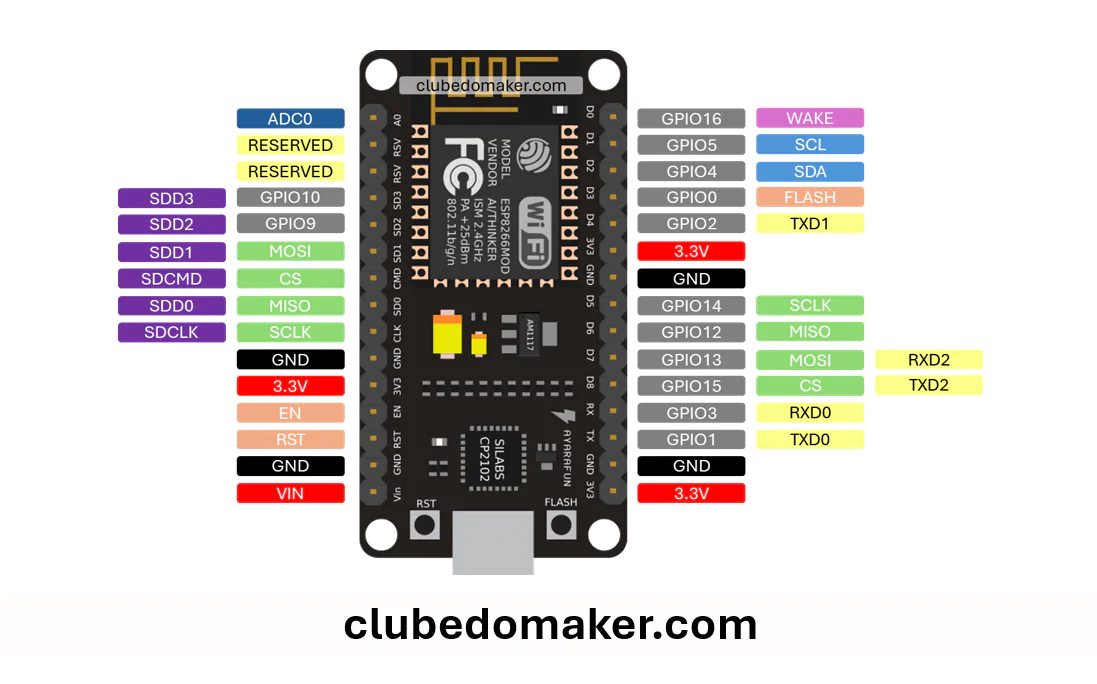 clubedomaker.com
ADC0 A0 D0 GPIO16 WAKE
RESERVED RSV D1 GPIO5 SCL
RESERVED RSV D2 GPIO4 SDA
SDD3 GPIO10 SD3 D3 GPIO0 FLASH
SDD2 GPIO9 SD2 D4 GPIO2 TXD1
SDD1 MOSI SD1 3V3 3.3V
SDCMD CS CMD GND GND
SDD0 MISO SD0 D5 GPIO14 SCLK
SDCLK SCLK CLK D6 GPIO12 MISO
GND GND D7 GPIO13 MOSI RXD2
3.3V 3V3 D8 GPIO15 CS TXD2
EN EN RX GPIO3 RXD0
RST RST TX GPIO1 TXD0
GND GND GND GND
VIN Vin 3V3 3.3V
FC
MODEL ESP8266MOD
VENDOR AI/THINKER
ISM 2.4GHz
PA +25dBm
802.11b/g/n
Wi Fi
AM1117
AYARAFUN
SILABS
CP2102
RST
FLASH
clubedomaker.com